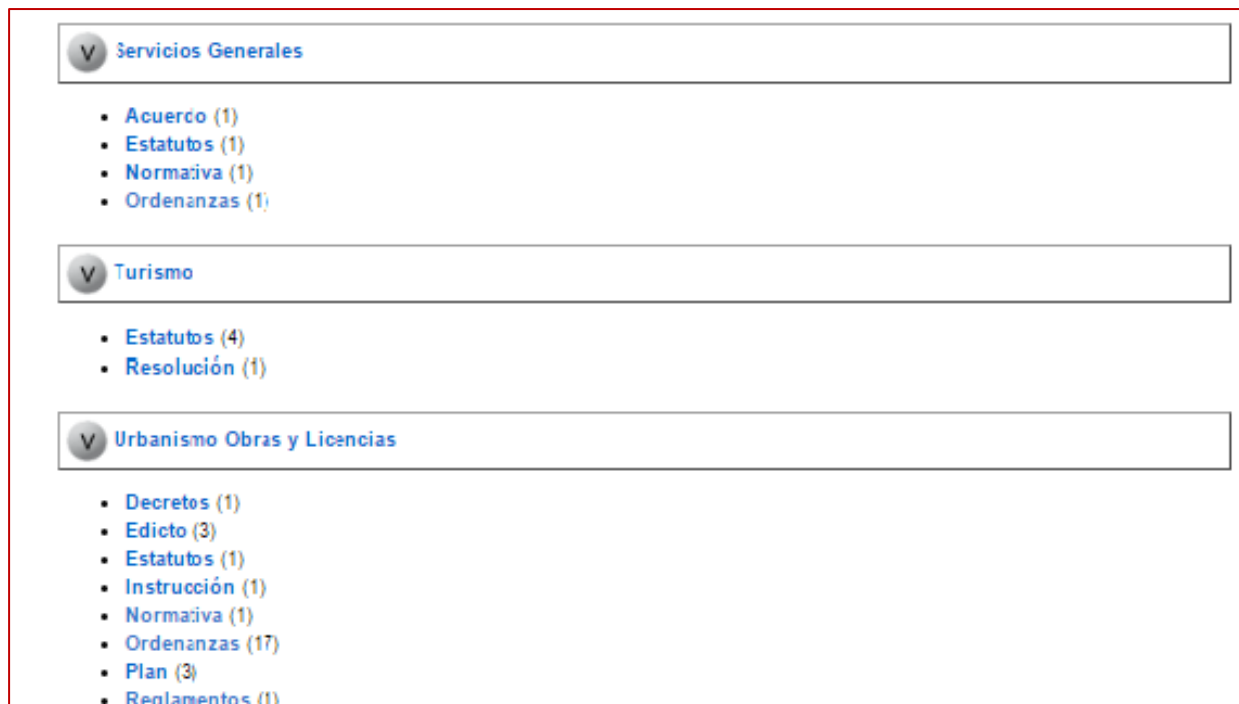 V Servicios Generales
Acuerdo (1)
Estatutos (1)
Normativa (1)
Ordenanzas (1)
V Turismo
Estatutos (4)
Resolución (1)
V Urbanismo Obras y Licencias
Decretos (1)
Edicto (3)
Estatutos (1)
Instrucción (1)
Normativa (1)
Ordenanzas (17)
Plan (3)
Reglamentos (1)